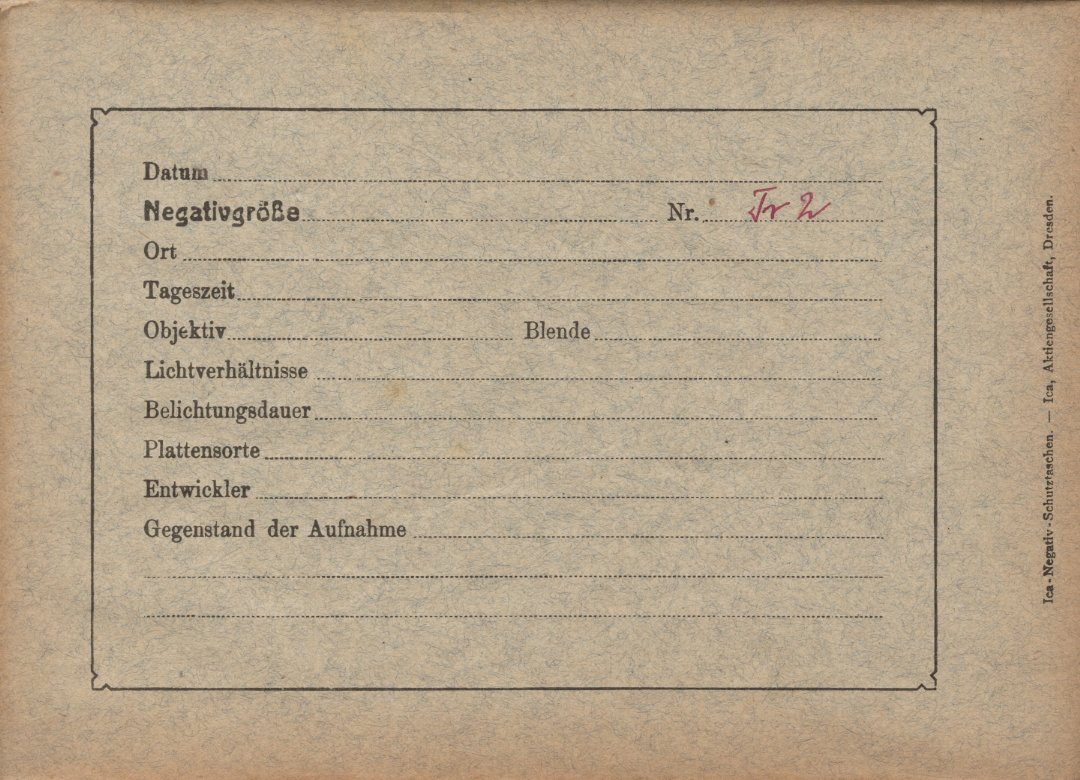 Datum
Negativgröße Nr. Tr 2
Ort
Tageszeit
Objektiv Blende
Lichtverhältnisse
Belichtungsdauer
Plattensorte
Entwickler
Gegenstand der Aufnahme
Ica-Negativ-Schutztaschen. — Ica, Aktiengesellschaft, Dresden.